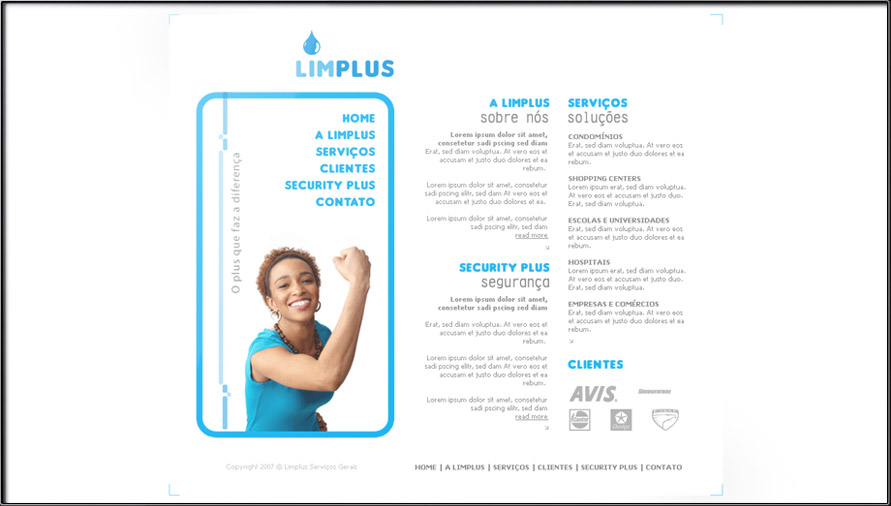 LIMPLUS
HOME
A LIMPLUS
SERVIÇOS
CLIENTES
SECURITY PLUS
CONTATO
O plus que faz a diferença
A LIMPLUS
sobre nós
Lorem ipsum dolor sit amet,
consetetur sadi pscing sed diam
Erat, sed diam voluptua. At vero eos et
accusam et justo duo dolores et ea
rebum.
Lorem ipsum dolor sit amet, consetetur
sadi pscing elitr, sed dam At vero et eos
et accusam et justo duo dolores et ea.
Lorem ipsum dolor sit amet, consetetur
sadi pscing elitr, sed dam
read more
SECURITY PLUS
segurança
Lorem ipsum dolor sit amet,
consetetur sadi pscing sed diam
Erat, sed diam voluptua. At vero eos et
accusam et justo duo dolores et ea
rebum.
Lorem ipsum dolor sit amet, consetetur
sadi pscing elitr, sed dam At vero eos et
accusam et justo duo dolores et ea
rebum.
Lorem ipsum dolor sit amet, consetetur
sadi pscing elitr, sed dam
read more
SERVIÇOS
soluções
CONDOMÍNIOS
Erat, sed diam voluptua. At vero eos
et accusam et justo duo dolores et ea
rebum.
SHOPPING CENTERS
Lorem ipsum erat, sed diam voluptua.
At vero eos et accusam et justo duo.
Erat, sed diam voluptua.
ESCOLAS E UNIVERSIDADES
Erat, sed diam voluptua. At vero eos
et accusam et justo duo dolores et ea
rebum.
HOSPITAIS
Lorem ipsum erat, sed diam voluptua.
At vero eos et accusam et justo duo.
Erat, sed diam voluptua.
EMPRESAS E COMÉRCIOS
Erat, sed diam voluptua. At vero eos
et accusam et justo duo dolores et ea
rebum.
CLIENTES
AVIS
Castrol
Dodge
Copyright 2007 @ Limplus Serviços Gerais
HOME | A LIMPLUS | SERVIÇOS | CLIENTES | SECURITY PLUS | CONTATO